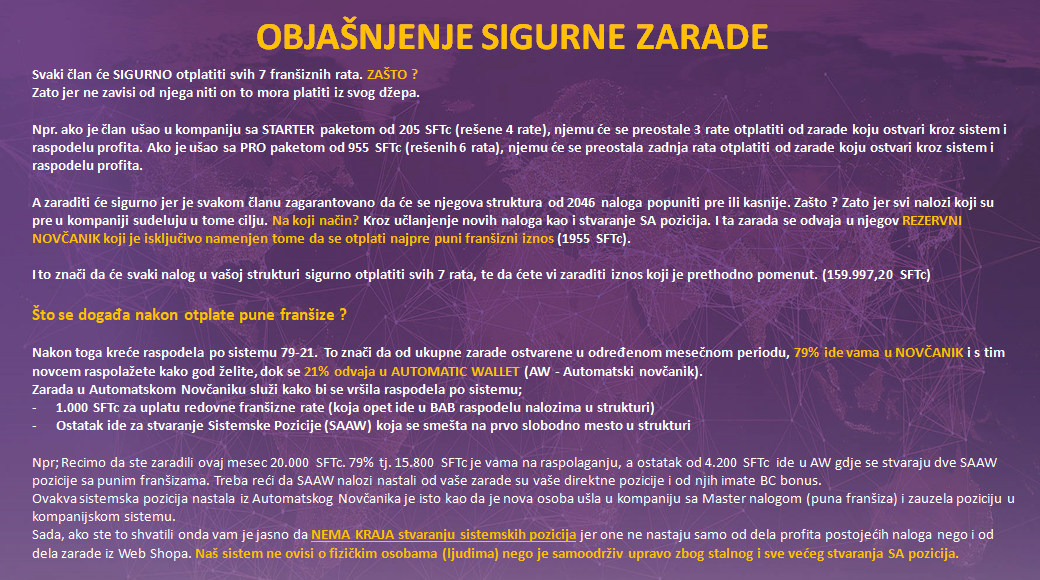 OBJAŠNJENJE SIGURNE ZARADE
Svaki član će SIGURNO otplatiti svih 7 franšiznih rata. ZAŠTO ?
Zato jer ne zavisi od njega niti on to mora platiti iz svog džepa.
Npr. ako je član ušao u kompaniju sa STARTER paketom od 205 SFTc (rešene 4 rate), njemu će se preostale 3 rate otplatiti od zarade koju ostvari kroz sistem i
raspodelu profita. Ako je ušao sa PRO paketom od 955 SFTc (rešenih 6 rata), njemu će se preostala zadnja rata otplatiti od zarade koju ostvari kroz sistem i
raspodelu profita.
A zaraditi će sigurno jer je svakom članu zagarantovano da će se njegova struktura od 2046 naloga popuniti pre ili kasnije. Zašto ? Zato jer svi nalozi koji su
pre u kompaniji sudeluju u tome cilju. Na koji način? Kroz učlanjenje novih naloga kao i stvaranje SA pozicija. I ta zarada se odvaja u njegov REZERVNI
NOVČANIK koji je isključivo namenjen tome da se otplati najpre puni franšizni iznos (1955 SFTc).
I to znači da će svaki nalog u vašoj strukturi sigurno otplatiti svih 7 rata, te da ćete vi zaraditi iznos koji je prethodno pomenut. (159.997,20 SFTc)
Što se događa nakon otplate pune franšize ?
Nakon toga kreće raspodela po sistemu 79-21. To znači da od ukupne zarade ostvarene u određenom mesečnom periodu, 79% ide vama u NOVČANIK i s tim
novcem raspolažete kako god želite, dok se 21% odvaja u AUTOMATIC WALLET (AW - Automatski novčanik).
Zarada u Automatskom Novčaniku služi kako bi se vršila raspodela po sistemu;
- 1.000 SFTc za uplatu redovne franšizne rate (koja opet ide u BAB raspodelu nalozima u strukturi)
- Ostatak ide za stvaranje Sistemske Pozicije (SAAW) koja se smešta na prvo slobodno mesto u strukturi
Npr; Recimo da ste zaradili ovaj mesec 20.000 SFTc. 79% tj. 15.800 SFTc je vama na raspolaganju, a ostatak od 4.200 SFTc ide u AW gdje se stvaraju dve SAAW
pozicije sa punim franšizama. Treba reći da SAAW nalozi nastali od vaše zarade su vaše direktne pozicije i od njih imate BC bonus.
Ovakva sistemska pozicija nastala iz Automatskog Novčanika je isto kao da je nova osoba ušla u kompaniju sa Master nalogom (puna franšiza) i zauzela poziciju u
kompanijskom sistemu.
Sada, ako ste to shvatili onda vam je jasno da NEMA KRAJA stvaranju sistemskih pozicija jer one ne nastaju samo od dela profita postojećih naloga nego i od
dela zarade iz Web Shopa. Naš sistem ne ovisi o fizičkim osobama (ljudima) nego je samoodrživ upravo zbog stalnog i sve većeg stvaranja SA pozicija.